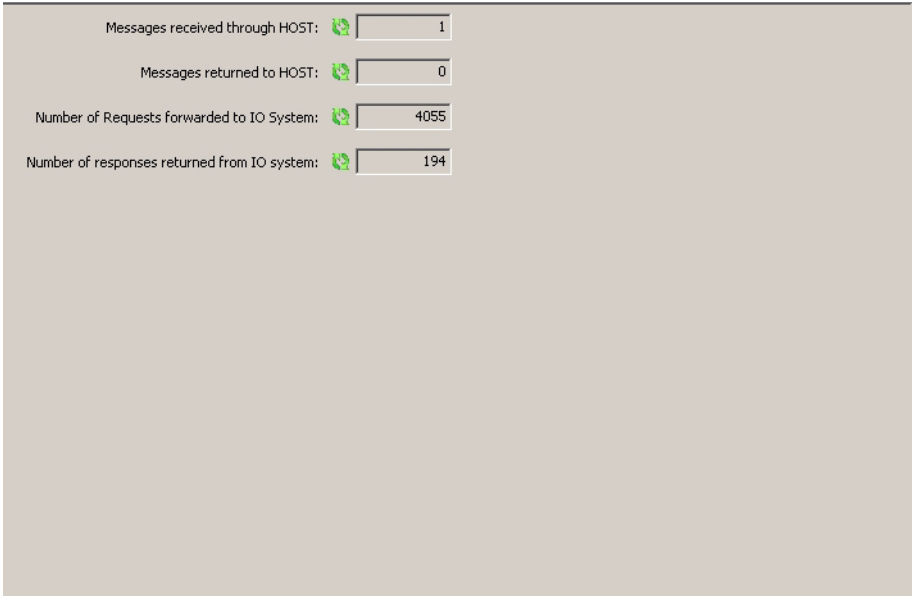 Messages received through HOST: 1
Messages returned to HOST: 0
Number of Requests forwarded to IO System: 4055
Number of responses returned from IO system: 194